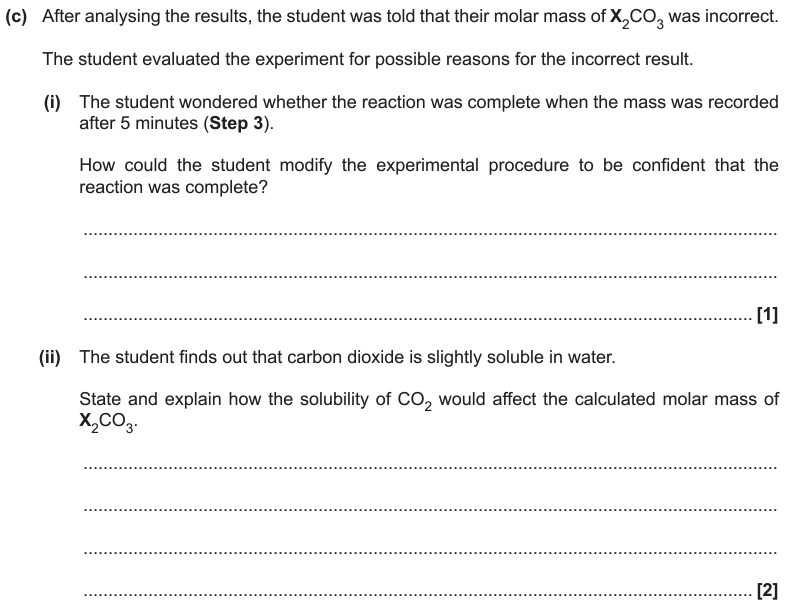 (c) After analysing the results, the student was told that their molar mass of X₂CO₃ was incorrect.
The student evaluated the experiment for possible reasons for the incorrect result.
(i) The student wondered whether the reaction was complete when the mass was recorded
after 5 minutes (Step 3).
How could the student modify the experimental procedure to be confident that the
reaction was complete?
...................................................................................................................................................
...................................................................................................................................................
.............................................................................................................................................. [1]
(ii) The student finds out that carbon dioxide is slightly soluble in water.
State and explain how the solubility of CO₂ would affect the calculated molar mass of
X₂CO₃.
...................................................................................................................................................
...................................................................................................................................................
...................................................................................................................................................
.............................................................................................................................................. [2]